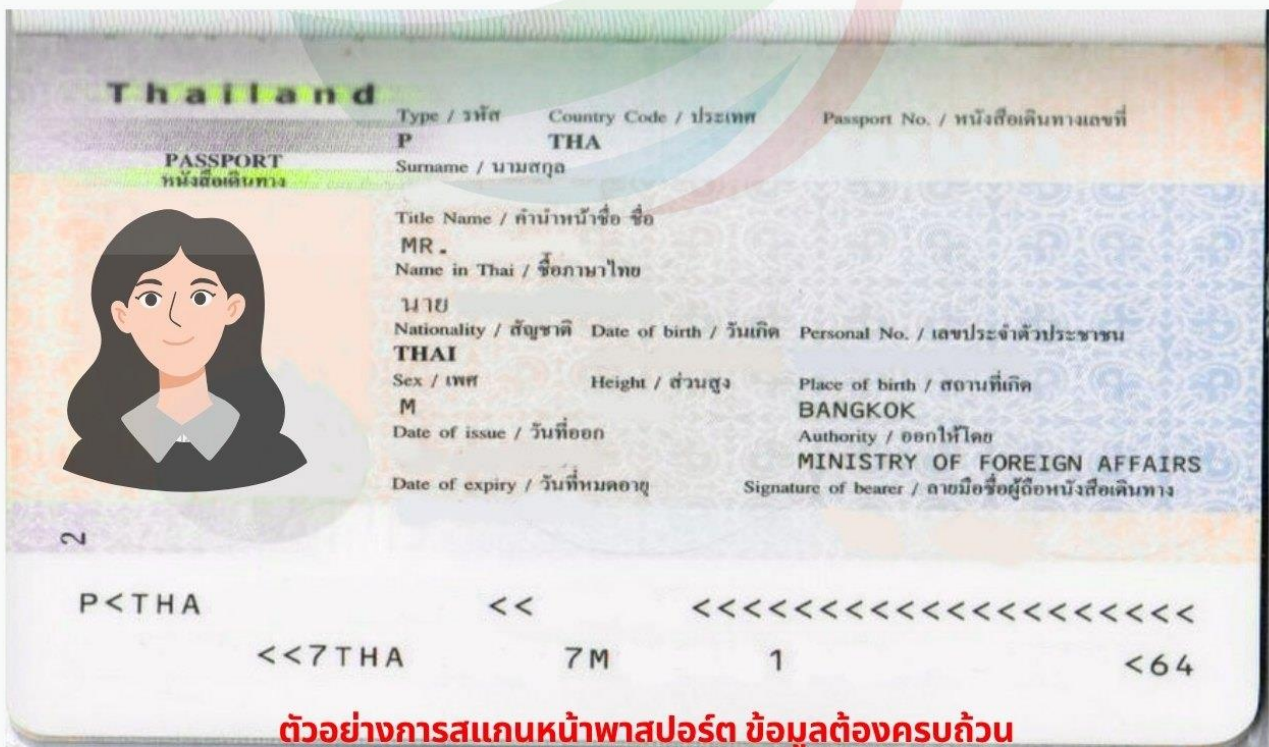 Thailand
PASSPORT
หนังสือเดินทาง
Type / รหัส Country Code / ประเทศ Passport No. / หนังสือเดินทางเลขที่
P THA
Surname / นามสกุล
Title Name / คำนำหน้าชื่อ ชื่อ
MR.
Name in Thai / ชื่อภาษาไทย
นาย
Nationality / สัญชาติ Date of birth / วันเกิด Personal No. / เลขประจำตัวประชาชน
THAI
Sex / เพศ Height / ส่วนสูง Place of birth / สถานที่เกิด
M BANGKOK
Date of issue / วันที่ออก Authority / ออกให้โดย
MINISTRY OF FOREIGN AFFAIRS
Date of expiry / วันที่หมดอายุ Signature of bearer / ลายมือชื่อผู้ถือหนังสือเดินทาง
2
P<THA << <<<<<<<<<<<<<<<<<<<<
<<7THA 7M 1 <64
ตัวอย่างการสแกนหน้าพาสปอร์ต ข้อมูลต้องครบถ้วน